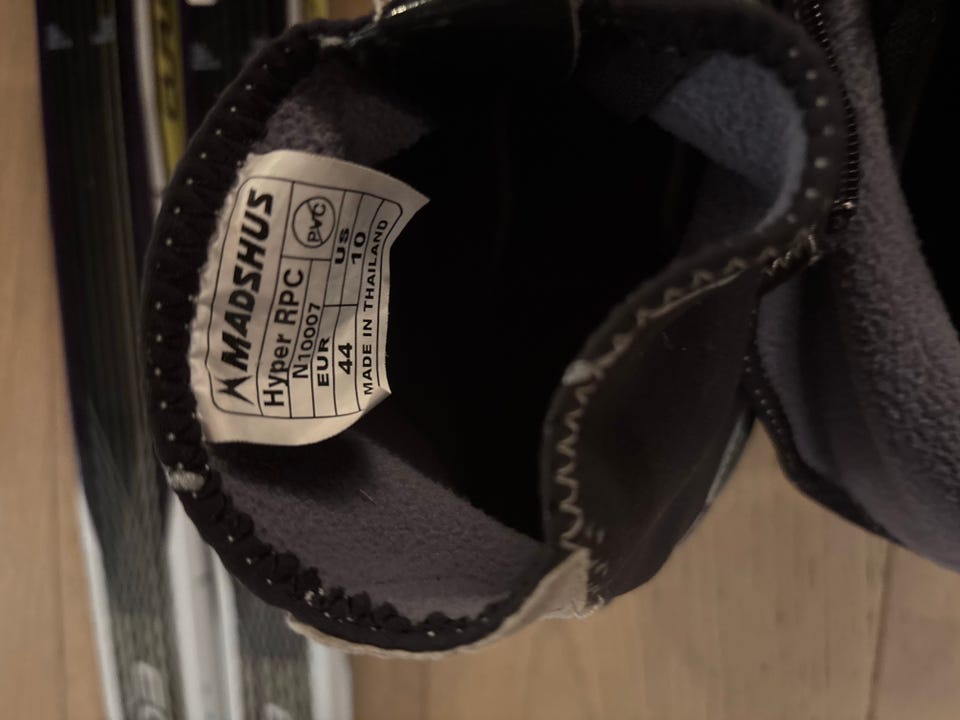 MADSHUS
Hyper RPC PVC
N10007
EUR US
44 10
MADE IN THAILAND